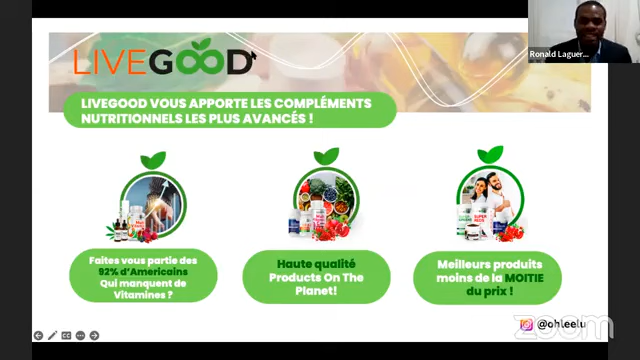 Ronald Laguer...
LIVEGOOD
LIVEGOOD VOUS APPORTE LES COMPLÉMENTS
NUTRITIONNELS LES PLUS AVANCÉS !
Faites vous partie des
92% d'Americains
Qui manquent de
Vitamines ?
Haute qualité
Products On The
Planet!
Meilleurs produits
moins de la MOITIE
du prix !
@ohleelu
zoom